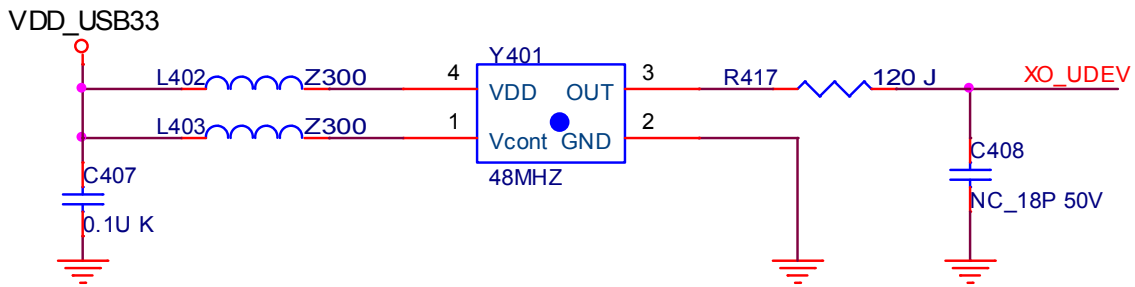 VDD_USB33
Y401
L402 Z300 4 VDD OUT 3 R417 120 J XO_UDEV
L403 Z300 1 Vcont GND 2
48MHZ
C407
0.1U K
C408
NC_18P 50V